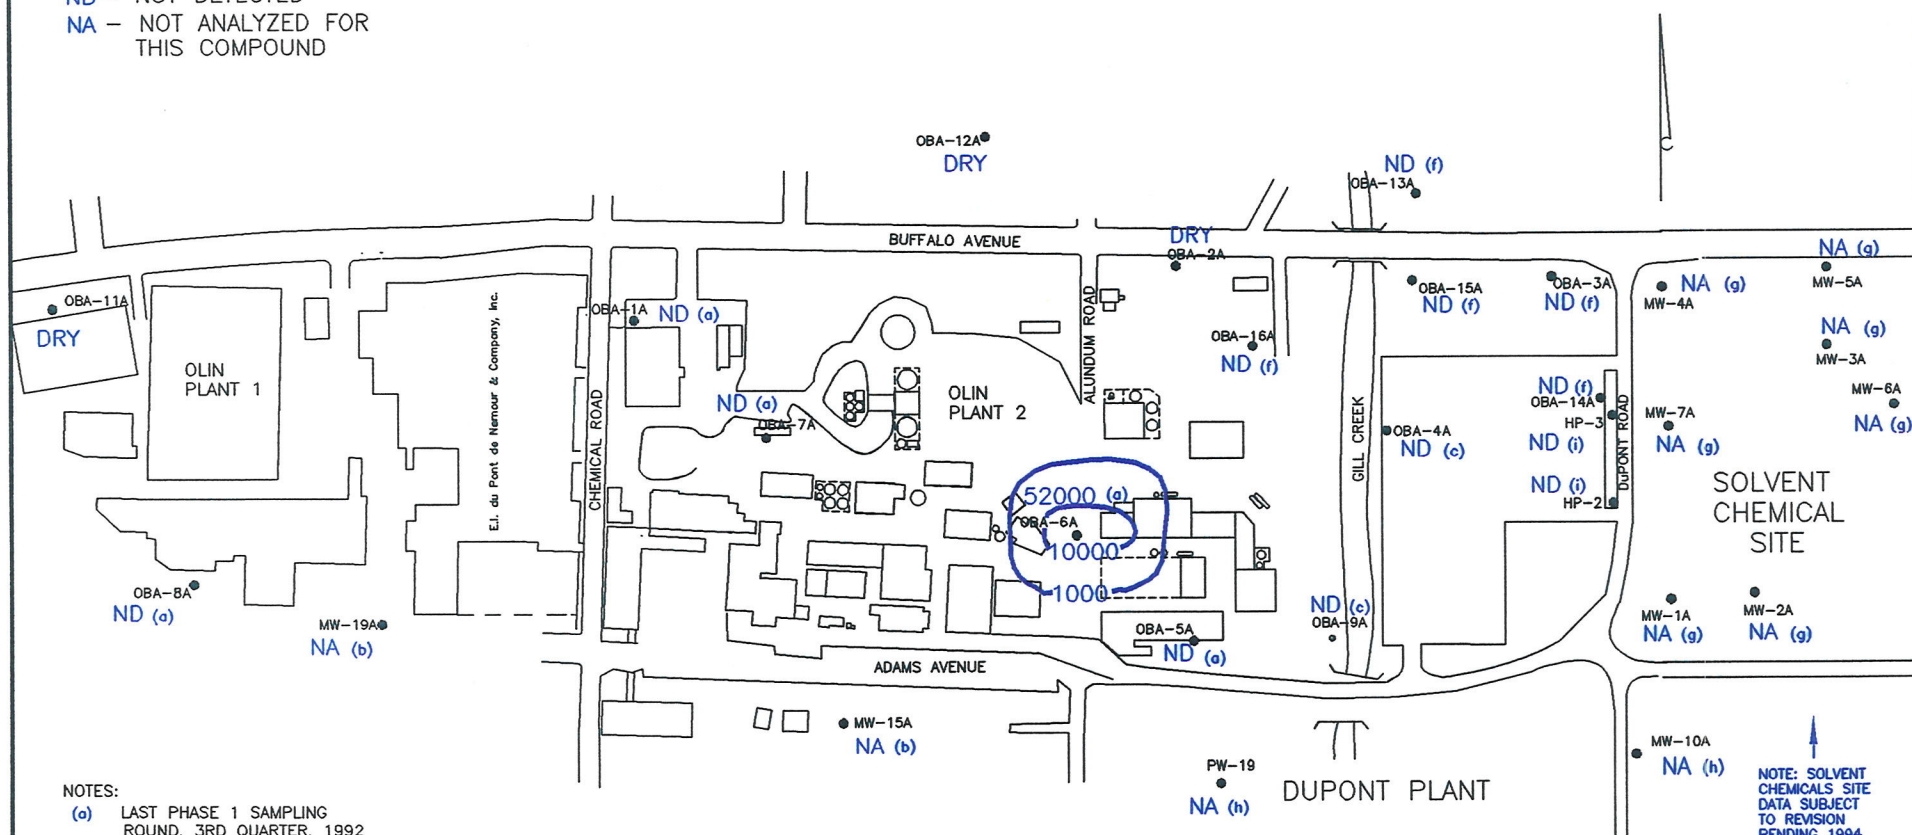 ND – NOT DETECTED
NA – NOT ANALYZED FOR
THIS COMPOUND
OBA-12A
DRY
ND (f)
OBA-13A
BUFFALO AVENUE
DRY
OBA-2A
NA (g)
MW-5A
OBA-11A
DRY
OLIN
PLANT 1
E.I. du Pont de Nemour & Company, Inc.
CHEMICAL ROAD
OBA-1A
ND (a)
ND (a)
OBA-7A
OLIN
PLANT 2
ALUNDUM ROAD
OBA-16A
ND (f)
GILL CREEK
OBA-15A
ND (f)
OBA-3A
ND (f)
MW-4A
NA (g)
NA (g)
MW-3A
MW-6A
NA (g)
ND (f)
OBA-14A
HP-3
ND (i)
ND (i)
HP-2
DuPONT ROAD
MW-7A
NA (g)
OBA-4A
ND (c)
SOLVENT
CHEMICAL
SITE
52000 (a)
OBA-6A
10000
1000
OBA-8A
ND (a)
MW-19A
NA (b)
ND (c)
OBA-9A
OBA-5A
ND (a)
MW-1A
NA (g)
MW-2A
NA (g)
ADAMS AVENUE
MW-15A
NA (b)
PW-19
NA (h)
DUPONT PLANT
MW-10A
NA (h)
NOTE: SOLVENT
CHEMICALS SITE
DATA SUBJECT
TO REVISION
PENDING 1994
NOTES:
(a) LAST PHASE 1 SAMPLING
ROUND, 3RD QUARTER, 1992